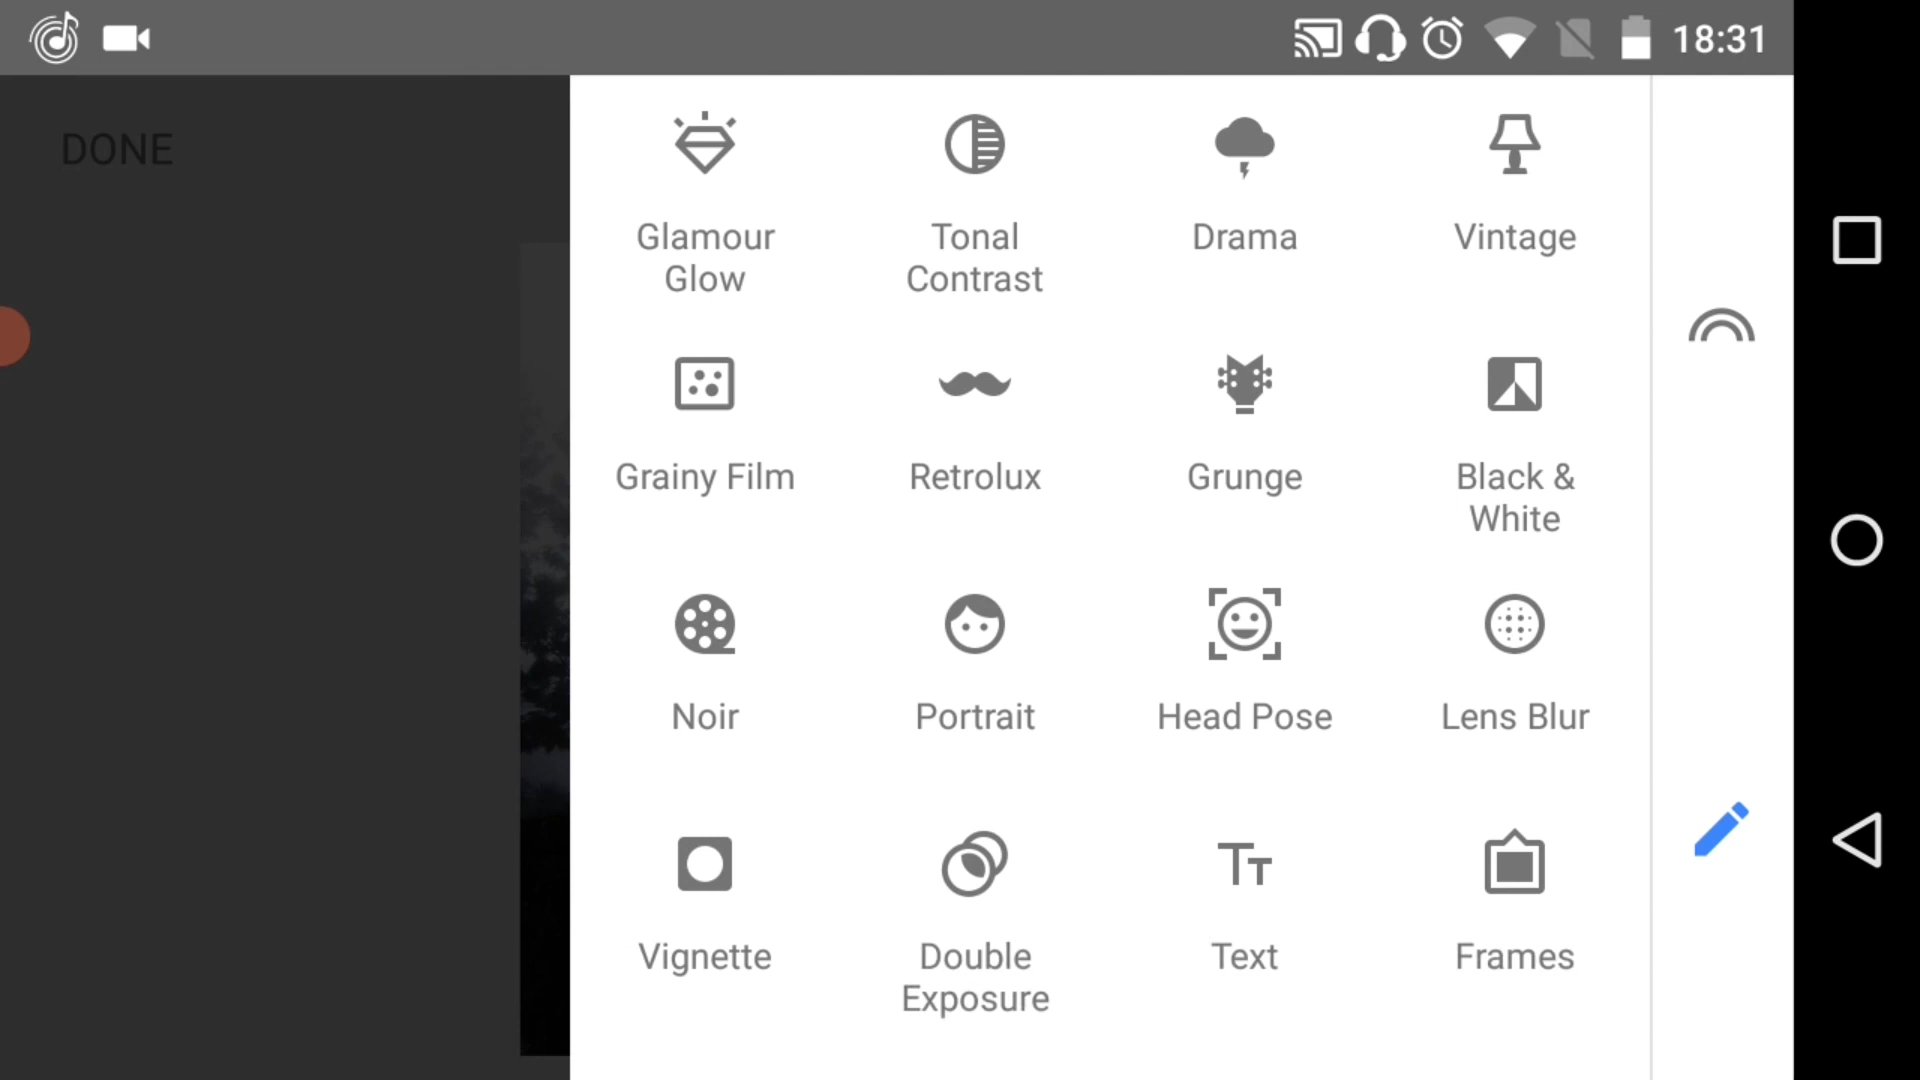 18:31
DONE
Glamour
Glow
Tonal
Contrast
Drama
Vintage
Grainy Film
Retrolux
Grunge
Black &
White
Noir
Portrait
Head Pose
Lens Blur
Vignette
Double
Exposure
Text
Frames